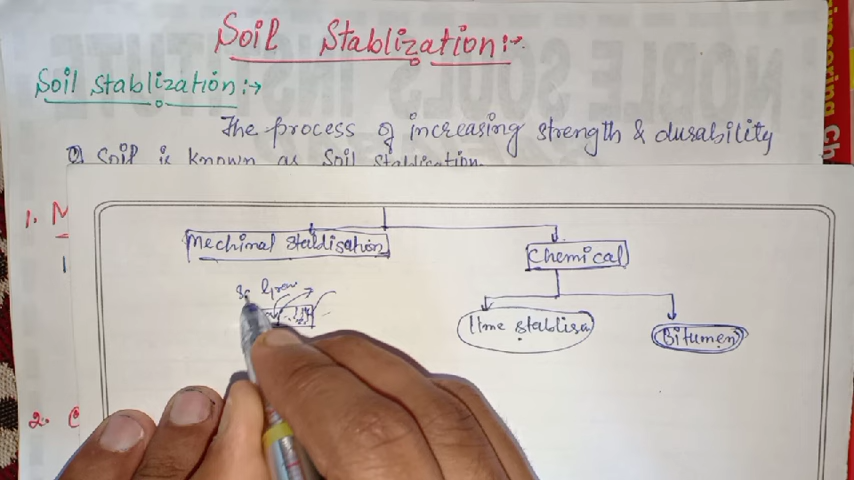 Soil Stablization:-
Soil Stablization:-
The process of increasing strength & durability
of soil is known as Soil Stablication.
1. M
Mechinal stablisation
Chemical
lime stablisa
Bitumen
2. C